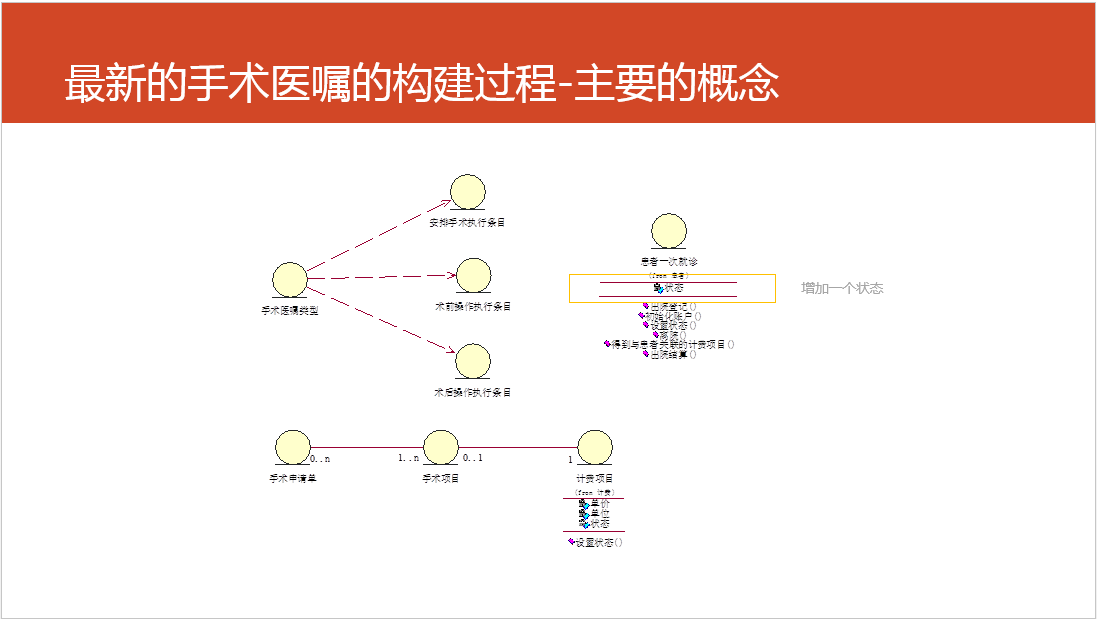 最新的手术医嘱的构建过程-主要的概念
安排手术执行条目
手术医嘱类型
术前操作执行条目
术后操作执行条目
患者一次就诊
(from 患者)
状态
增加一个状态
出院登记()
初始化账户()
设置状态()
离院()
得到与患者关联的计费项目()
出院结算()
0..n
1..n
0..1
1
手术申请单
手术项目
计费项目
(from 计费)
单价
单位
状态
设置状态()